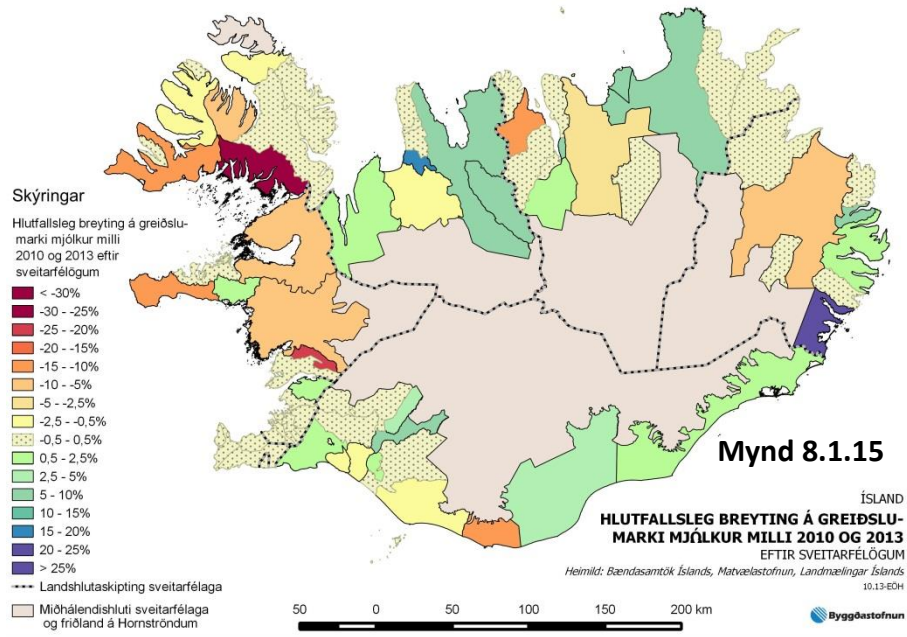 Skýringar
Hlutfallsleg breyting á greiðslu-
marki mjólkur milli
2010 og 2013 eftir
sveitarfélögum
< -30%
-30 - -25%
-25 - -20%
-20 - -15%
-15 - -10%
-10 - -5%
-5 - -2,5%
-2,5 - -0,5%
-0,5 - 0,5%
0,5 - 2,5%
2,5 - 5%
5 - 10%
10 - 15%
15 - 20%
20 - 25%
> 25%
Landshlutaskipting sveitarfélaga
Miðhálendishluti sveitarfélaga
og friðland á Hornströndum
50 0 50 100 150 200 km
Mynd 8.1.15
ÍSLAND
HLUTFALLSLEG BREYTING Á GREIÐSLU-
MARKI MJÓLKUR MILLI 2010 OG 2013
EFTIR SVEITARFÉLÖGUM
Heimild: Bændasamtök Íslands, Matvælastofnun, Landmælingar Íslands
10.13-EÖH
Byggðastofnun